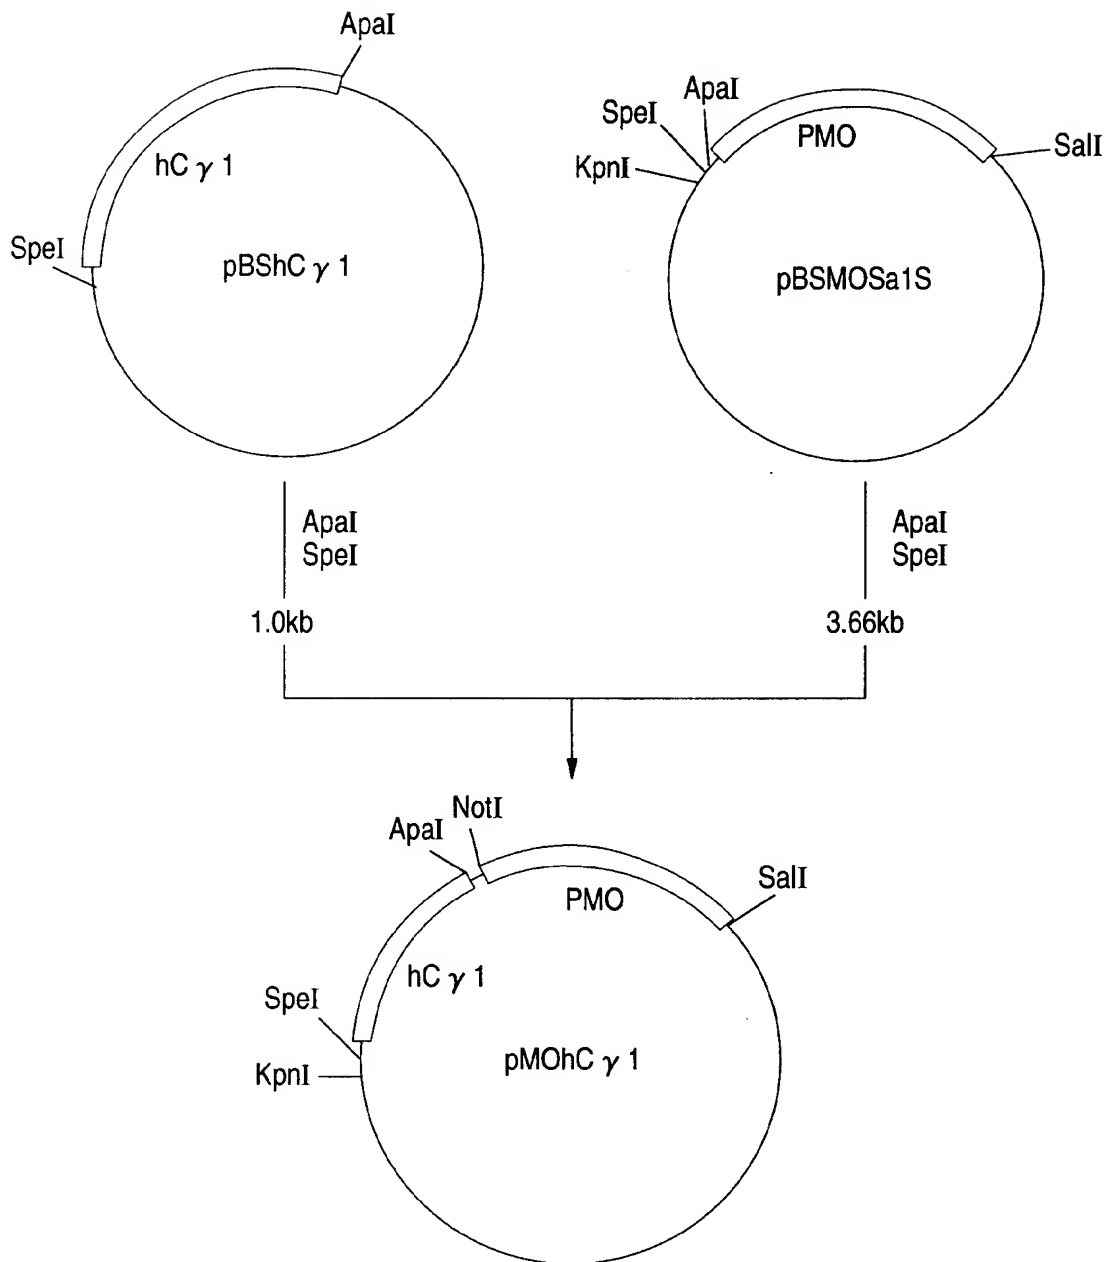 ApaI
hC γ 1
SpeI
pBShC γ 1
SpeI
ApaI
KpnI
PMO
SalI
pBSMOSa1S
ApaI
SpeI
1.0kb
ApaI
SpeI
3.66kb
ApaI
NotI
PMO
SalI
hC γ 1
SpeI
KpnI
pMOhC γ 1